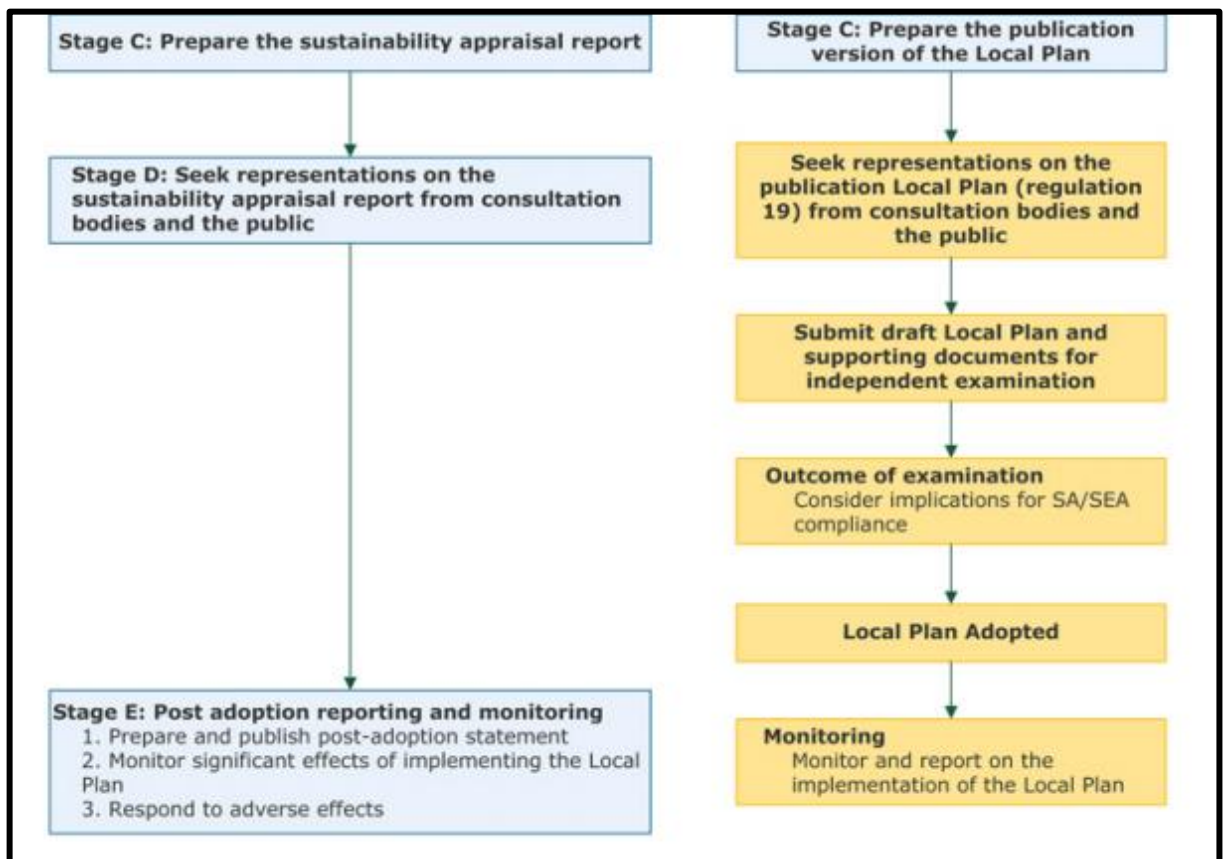 Stage C: Prepare the sustainability appraisal report
Stage D: Seek representations on the
sustainability appraisal report from consultation
bodies and the public
Stage E: Post adoption reporting and monitoring
1. Prepare and publish post-adoption statement
2. Monitor significant effects of implementing the Local
Plan
3. Respond to adverse effects
Stage C: Prepare the publication
version of the Local Plan
Seek representations on the
publication Local Plan (regulation
19) from consultation bodies and
the public
Submit draft Local Plan and
supporting documents for
independent examination
Outcome of examination
Consider implications for SA/SEA
compliance
Local Plan Adopted
Monitoring
Monitor and report on the
implementation of the Local Plan